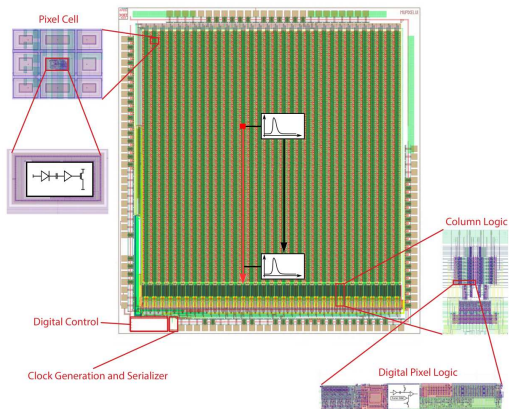 Pixel Cell
Column Logic
Digital Control
Clock Generation and Serializer
Digital Pixel Logic